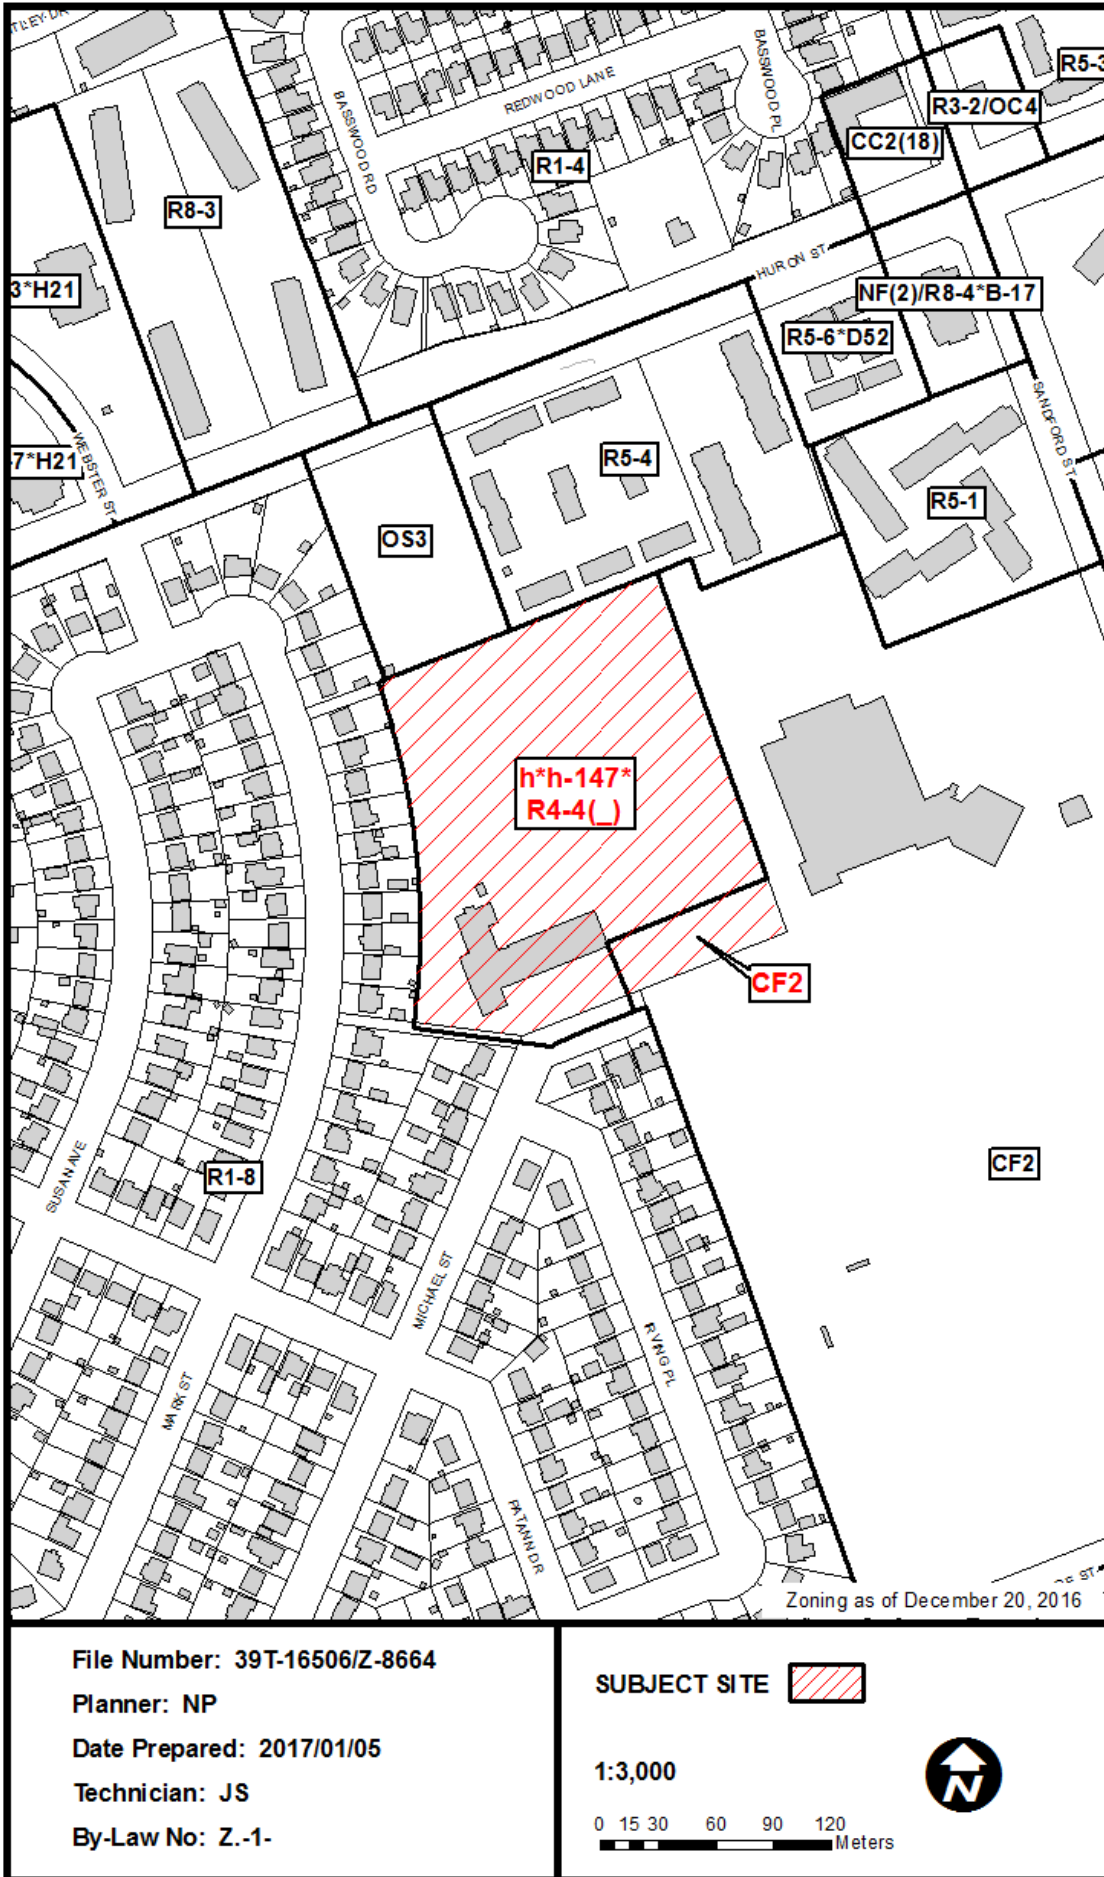 TLEY DR
BASSWOOD RD
REDWOOD LANE
BASSWOOD PL
R5-3
R3-2/OC4
CC2(18)
R1-4
R8-3
HURON ST
3*H21
NF(2)/R8-4*B-17
R5-6*D52
SANDFORD ST
-7*H21
WEBSTER ST
R5-4
R5-1
OS3
h*h-147*
R4-4(_)
CF2
CF2
SUSAN AVE
R1-8
MICHAEL ST
MARK ST
IRVING PL
PATANN DR
ST
Zoning as of December 20, 2016
File Number: 39T-16506/Z-8664
Planner: NP
Date Prepared: 2017/01/05
Technician: JS
By-Law No: Z.-1-
SUBJECT SITE
1:3,000
N
0 15 30 60 90 120
Meters